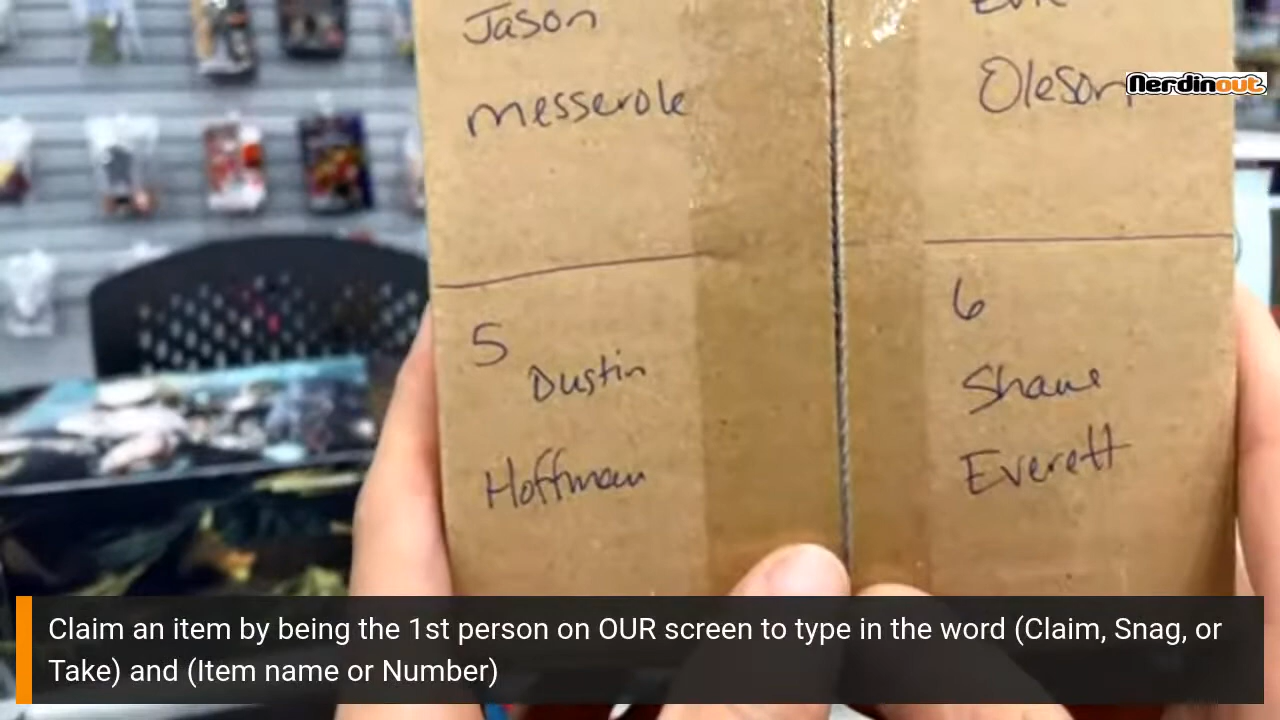 Jason
Messerole
Oleson
Nerdinout
5
Dustin
Hoffman
6
Shane
Everett
Claim an item by being the 1st person on OUR screen to type in the word (Claim, Snag, or
Take) and (Item name or Number)